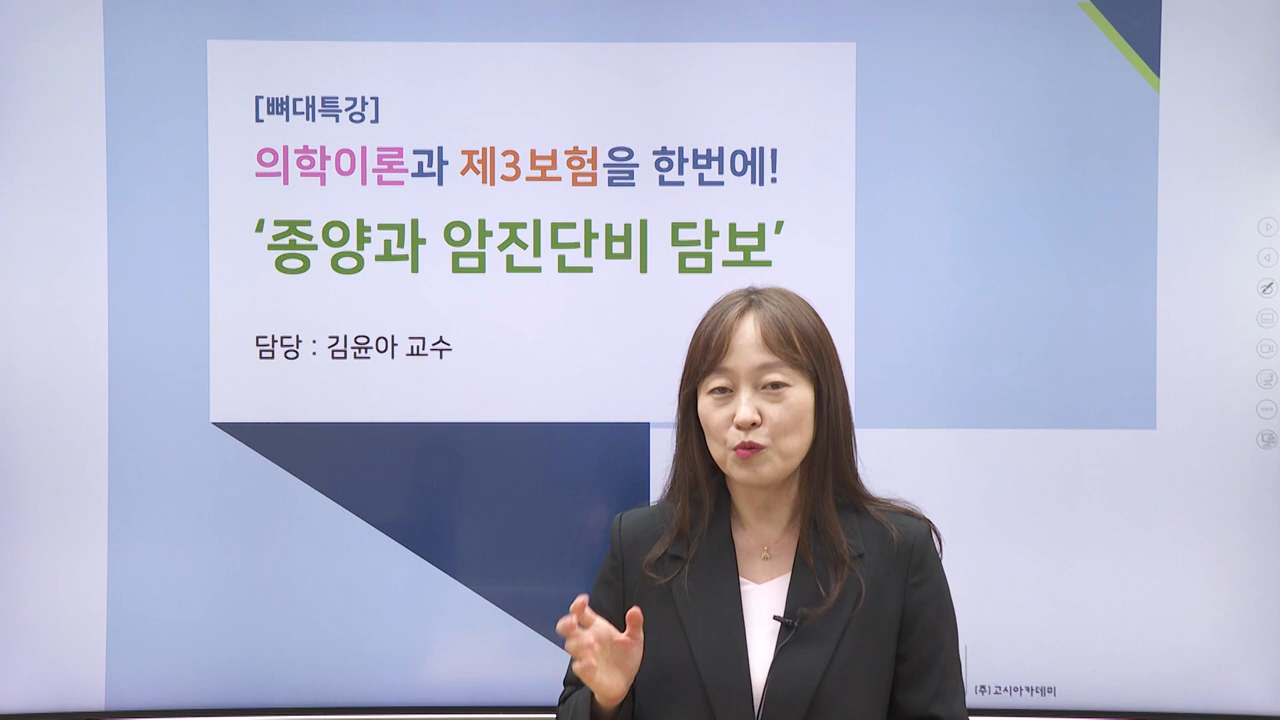 [뼈대특강]
의학이론과 제3보험을 한번에!
‘종양과 암진단비 담보’
담당 : 김윤아 교수
(주)고시아카데미